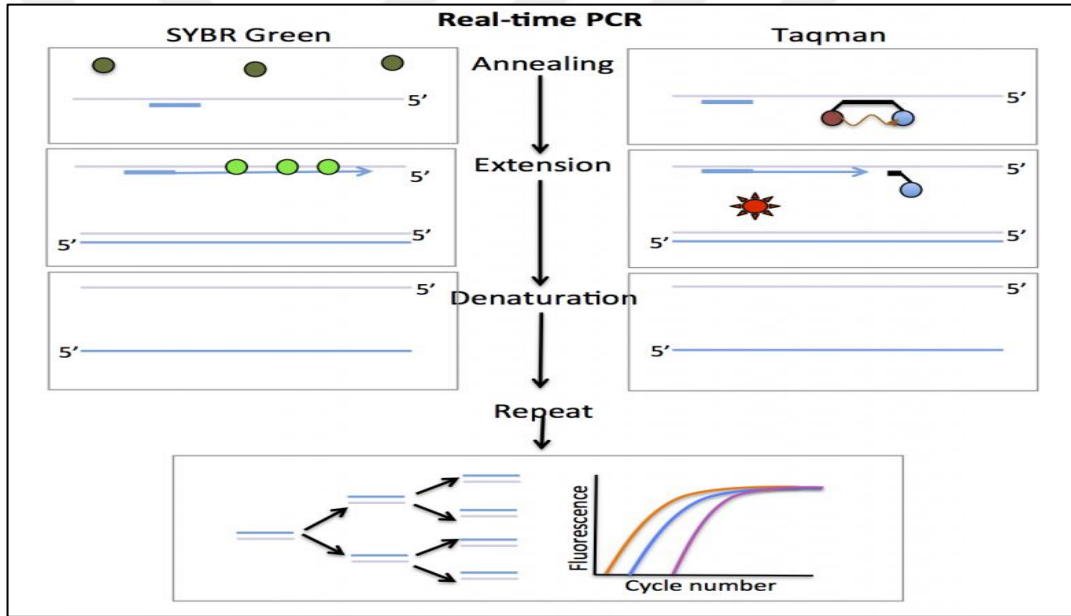 Real-time PCR
SYBR Green
Taqman
Annealing
5’
5’
Extension
5’
5’
5’
5’
5’
5’
Denaturation
5’
5’
5’
5’
Repeat
Fluorescence
Cycle number